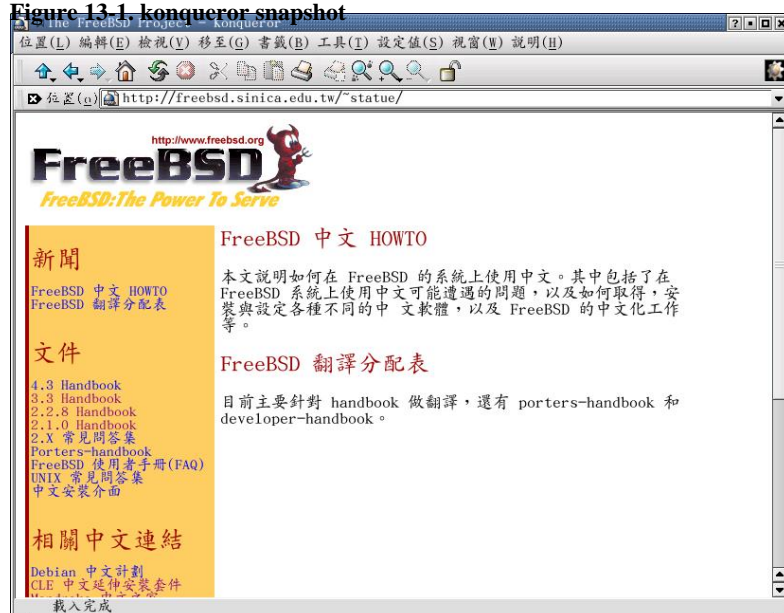 Figure 13-1. konqueror snapshot
The FreeBSD Project - Konqueror
位置(L) 編輯(E) 檢視(V) 移至(G) 書籤(B) 工具(T) 設定值(S) 視窗(W) 說明(H)
位置(o) http://freebsd.sinica.edu.tw/~statue/
http://www.freebsd.org
FreeBSD
FreeBSD:The Power To Serve
新聞
FreeBSD 中文 HOWTO
FreeBSD 翻譯分配表
文件
4.3 Handbook
3.3 Handbook
2.2.8 Handbook
2.1.0 Handbook
2.X 常見問答集
Porters-handbook
FreeBSD 使用者手冊(FAQ)
UNIX 常見問答集
中文安裝介面
相關中文連結
Debian 中文計劃
CLE 中文延伸安裝套件
FreeBSD 中文 HOWTO
本文說明如何在 FreeBSD 的系統上使用中文。其中包括了在
FreeBSD 系統上使用中文可能遭遇的問題，以及如何取得，安
裝與設定各種不同的中 文軟體，以及 FreeBSD 的中文化工作
等。
FreeBSD 翻譯分配表
目前主要針對 handbook 做翻譯，還有 porters-handbook 和
developer-handbook。
載入完成